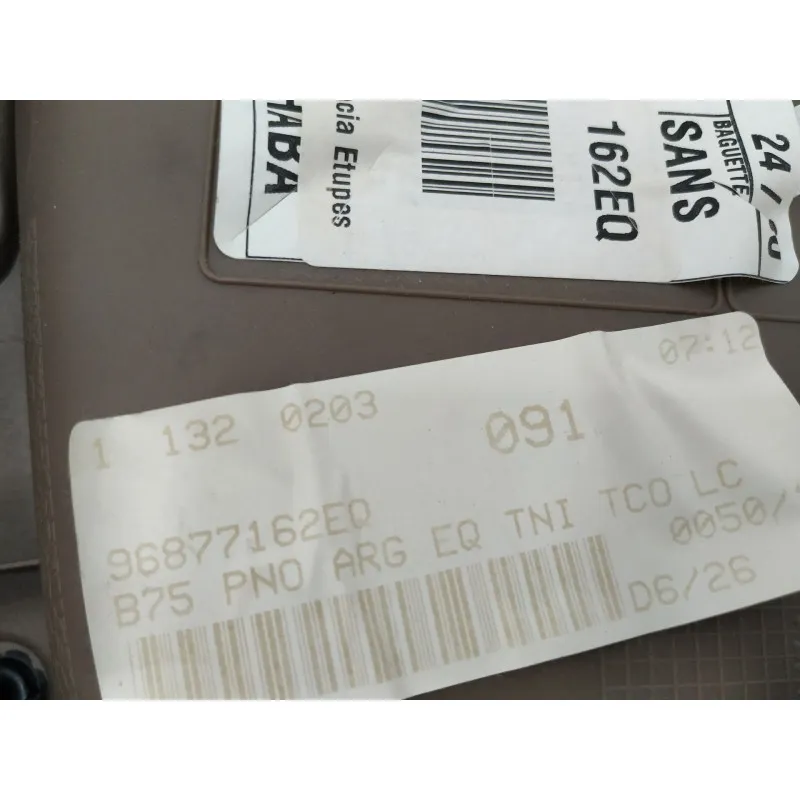 HABA
cia Etupes
162EQ
BAGUETTE
SANS
24 /
07:12
1 132 0203
091
96877162EQ
B75 PNO ARG EQ TNI TCO LC
0050/
D6/26